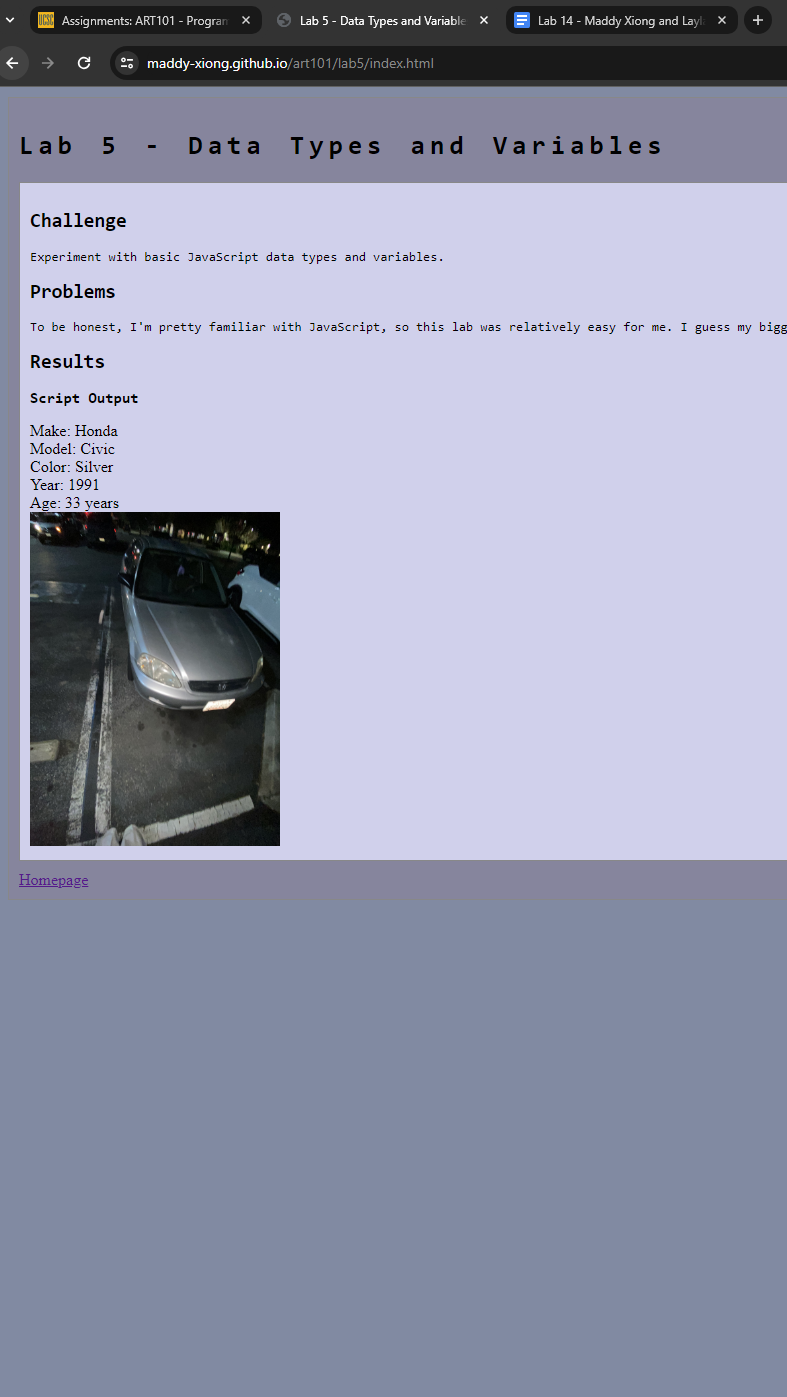 UCSC
Assignments: ART101 - Program
Lab 5 - Data Types and Variable
Lab 14 - Maddy Xiong and Layl
maddy-xiong.github.io/art101/lab5/index.html
Lab 5 - Data Types and Variables
Challenge
Experiment with basic JavaScript data types and variables.
Problems
To be honest, I'm pretty familiar with JavaScript, so this lab was relatively easy for me. I guess my bigg
Results
Script Output
Make: Honda
Model: Civic
Color: Silver
Year: 1991
Age: 33 years
Homepage